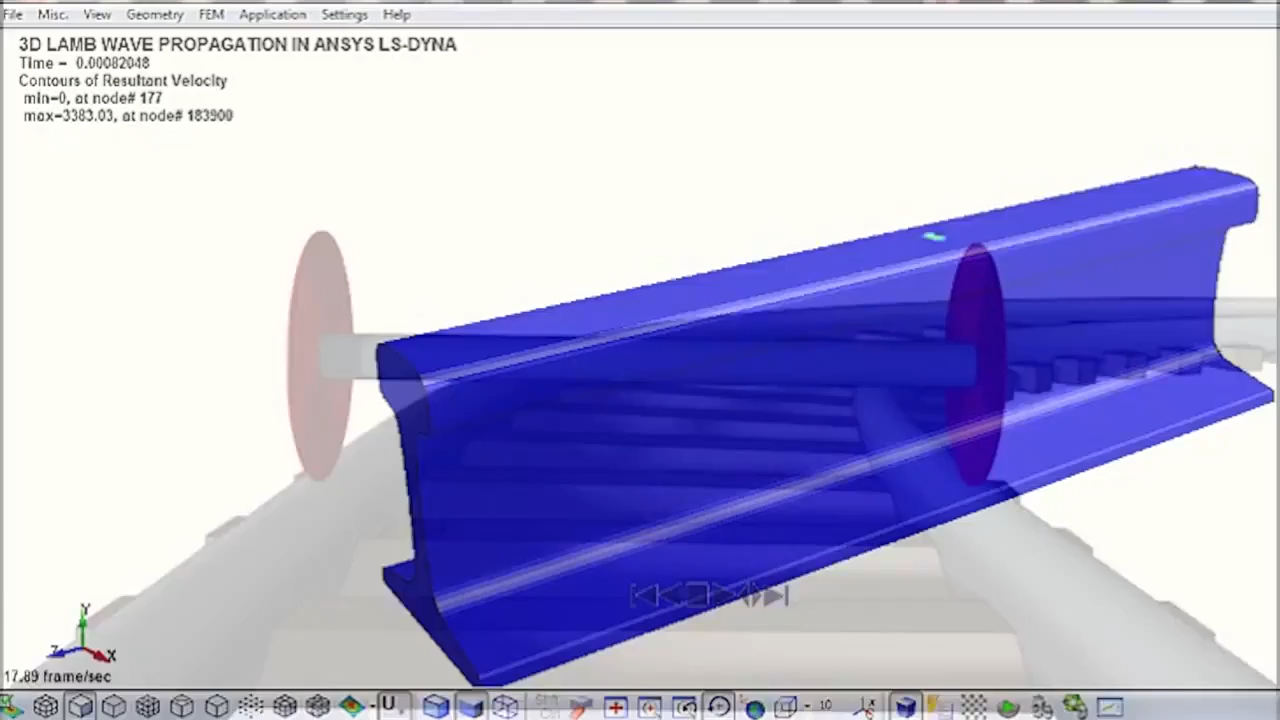 File Misc. View Geometry FEM Application Settings Help
3D LAMB WAVE PROPAGATION IN ANSYS LS-DYNA
Time = 0.00082048
Contours of Resultant Velocity
min=0, at node# 177
max=3383.03, at node# 183900
Y
Z X
17.89 frame/sec
U 10